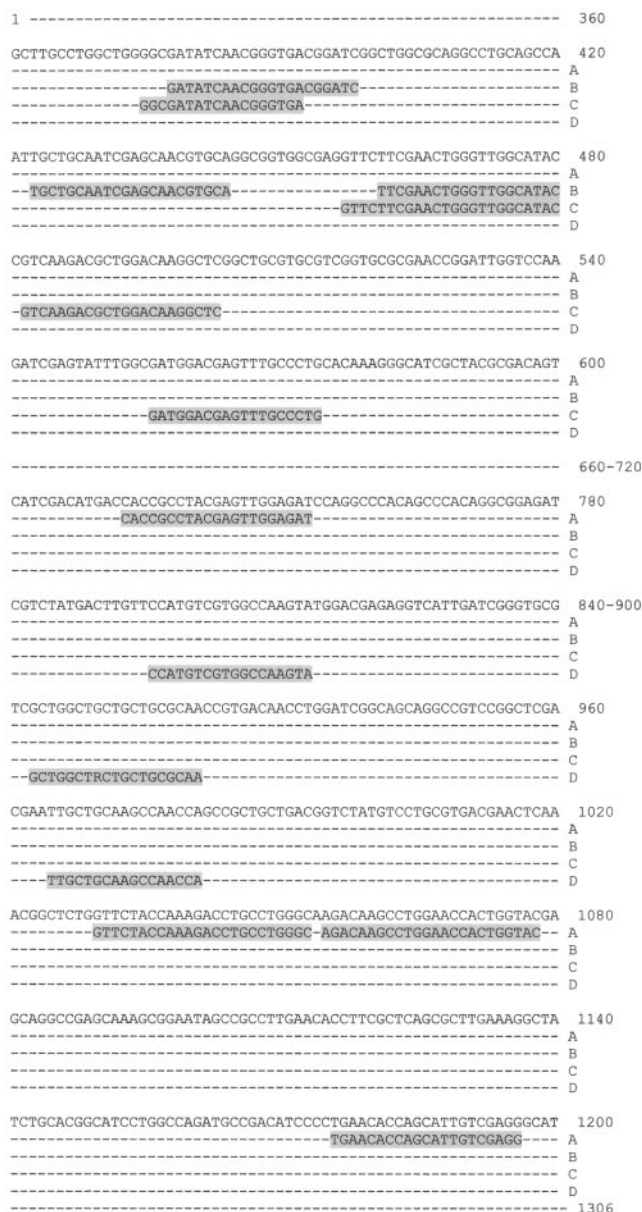 1 ---------------------------------------------------------- 360
GCTTGCCTGGCTGGGGCGATATCAACGGGTGACGGATCGGCTGGCGCAGGCCTGCAGCCA 420
------------------------------------------------------------ A
-----------------GATATCAACGGGTGACGGATC---------------------- B
--------------GGCGATATCAACGGGTGA---------------------------- C
------------------------------------------------------------ D
ATTGCTGCAATCGAGCAACGTGCAGGCGGTGGCGAGGTTCTTCGAACTGGGTTGGCATAC 480
------------------------------------------------------------ A
--TGCTGCAATCGAGCAACGTGCA----------------TTCGAACTGGGTTGGCATAC B
------------------------------------GTTCTTCGAACTGGGTTGGCATAC C
------------------------------------------------------------ D
CGTCAAGACGCTGGACAAGGCTCGGCTGCGTGCGTCGGTGCGCGAACCGGATTGGTCCAA 540
------------------------------------------------------------ A
------------------------------------------------------------ B
-GTCAAGACGCTGGACAAGGCTC------------------------------------- C
------------------------------------------------------------ D
GATCGAGTATTTGGCGATGGACGAGTTTGCCCTGCACAAAGGGCATCGCTACGCGACAGT 600
------------------------------------------------------------ A
------------------------------------------------------------ B
---------------GATGGACGAGTTTGCCCTG-------------------------- C
------------------------------------------------------------ D
------------------------------------------------------------ 660-720
CATCGACATGACCACCGCCTACGAGTTGGAGATCCAGGCCCACAGCCCACAGGCGGAGAT 780
------------CACCGCCTACGAGTTGGAGAT--------------------------- A
------------------------------------------------------------ B
------------------------------------------------------------ C
------------------------------------------------------------ D
CGTCTATGACTTGTTCCATGTCGTGGCCAAGTATGGACGAGAGGTCATTGATCGGGTGCG 840-900
------------------------------------------------------------ A
------------------------------------------------------------ B
------------------------------------------------------------ C
---------------CCATGTCGTGGCCAAGTA--------------------------- D
TCGCTGGCTGCTGCTGCGCAACCGTGACAACCTGGATCGGCAGCAGGCCGTCCGGCTCGA 960
------------------------------------------------------------ A
------------------------------------------------------------ B
------------------------------------------------------------ C
--GCTGGCTRCTGCTGCGCAA--------------------------------------- D
CGAATTGCTGCAAGCCAACCAGCCGCTGCTGACGGTCTATGTCCTGCGTGACGAACTCAA 1020
------------------------------------------------------------ A
------------------------------------------------------------ B
------------------------------------------------------------ C
----TTGCTGCAAGCCAACCA--------------------------------------- D
ACGGCTCTGGTTCTACCAAAGACCTGCCTGGGCAAGACAAGCCTGGAACCACTGGTACGA 1080
---------GTTCTACCAAAGACCTGCCTGGGC-AGACAAGCCTGGAACCACTGGTAC-- A
------------------------------------------------------------ B
------------------------------------------------------------ C
------------------------------------------------------------ D
GCAGGCCGAGCAAAGCGGAATAGCCGCCTTGAACACCTTCGCTCAGCGCTTGAAAGGCTA 1140
------------------------------------------------------------ A
------------------------------------------------------------ B
------------------------------------------------------------ C
------------------------------------------------------------ D
TCTGCACGGCATCCTGGCCAGATGCCGACATCCCCTGAACACCAGCATTGTCGAGGGCAT 1200
-----------------------------------TGAACACCAGCATTGTCGAGG---- A
------------------------------------------------------------ B
------------------------------------------------------------ C
------------------------------------------------------------ D
------------------------------------------------------------- 1306